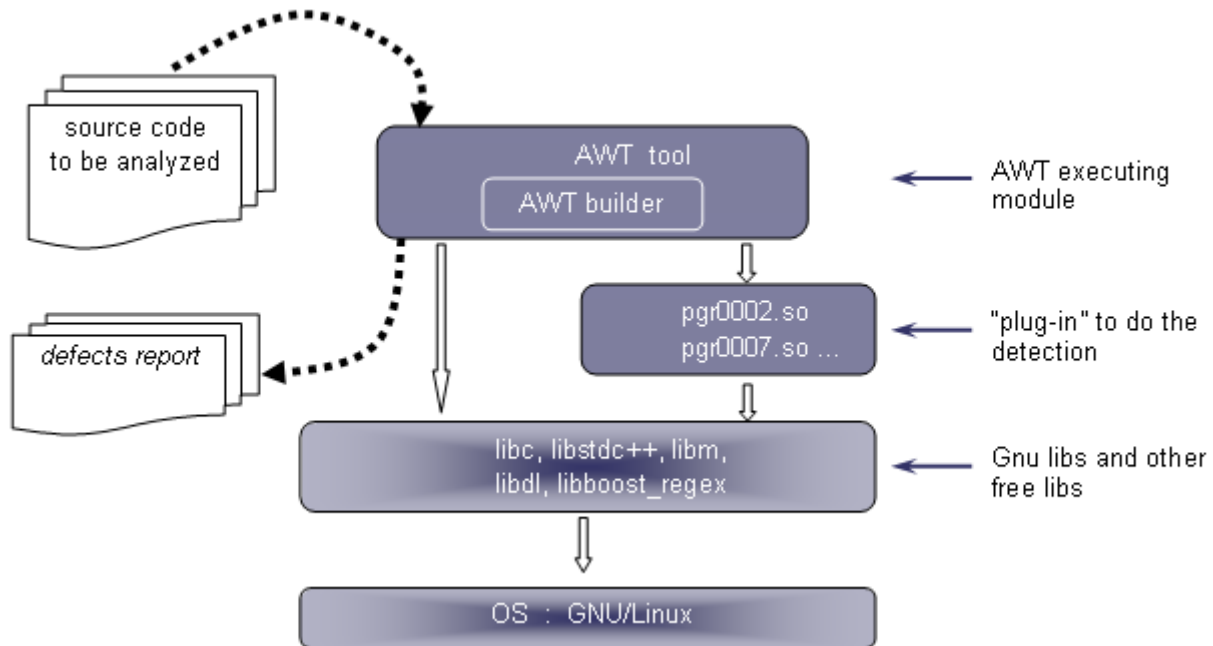 source code
to be analyzed
AWT tool
AWT builder
AWT executing
module
defects report
pgr0002.so
pgr0007.so ...
"plug-in" to do the
detection
libc, libstdc++, libm,
libdl, libboost_regex
Gnu libs and other
free libs
OS : GNU/Linux